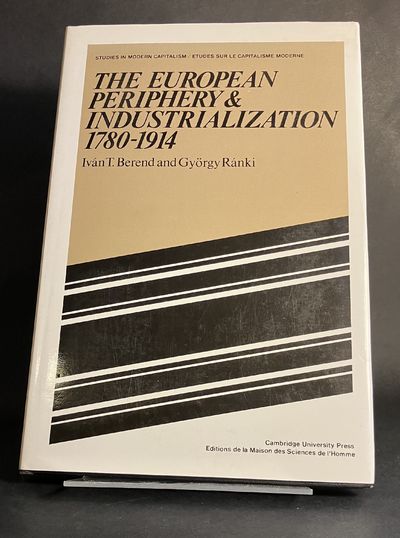 STUDIES IN MODERN CAPITALISM / ETUDES SUR LE CAPITALISME MODERNE
THE EUROPEAN
PERIPHERY &
INDUSTRIALIZATION
1780-1914
Iván T. Berend and György Ránki
Cambridge University Press
Editions de la Maison des Sciences de l'Homme